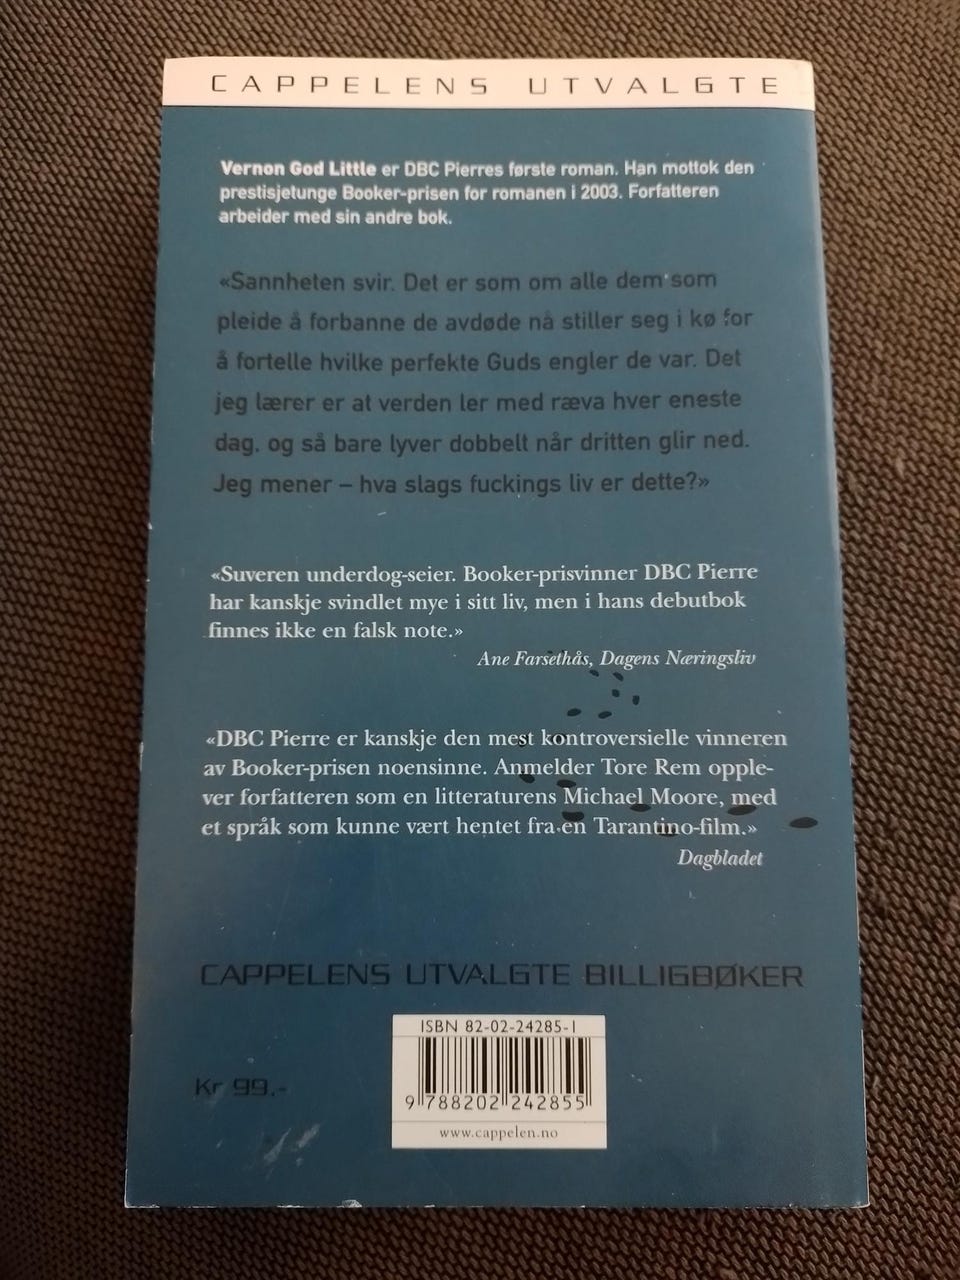 CAPPELENS UTVALGTE
Vernon God Little er DBC Pierres første roman. Han mottok den
prestisjetunge Booker-prisen for romanen i 2003. Forfatteren
arbeider med sin andre bok.
«Sannheten svir. Det er som om alle dem som
pleide å forbanne de avdøde nå stiller seg i kø for
å fortelle hvilke perfekte Guds engler de var. Det
jeg lærer er at verden ler med ræva hver eneste
dag, og så bare lyver dobbelt når dritten glir ned.
Jeg mener – hva slags fuckings liv er dette?»
«Suveren underdog-seier. Booker-prisvinner DBC Pierre
har kanskje svindlet mye i sitt liv, men i hans debutbok
finnes ikke en falsk note.»
Ane Farsethås, Dagens Næringsliv
«DBC Pierre er kanskje den mest kontroversielle vinneren
av Booker-prisen noensinne. Anmelder Tore Rem opple-
ver forfatteren som en litteraturens Michael Moore, med
et språk som kunne vært hentet fra en Tarantino-film.»
Dagbladet
CAPPELENS UTVALGTE BILLIGBØKER
ISBN 82-02-24285-1
Kr 99,-
9 788202 242855
www.cappelen.no